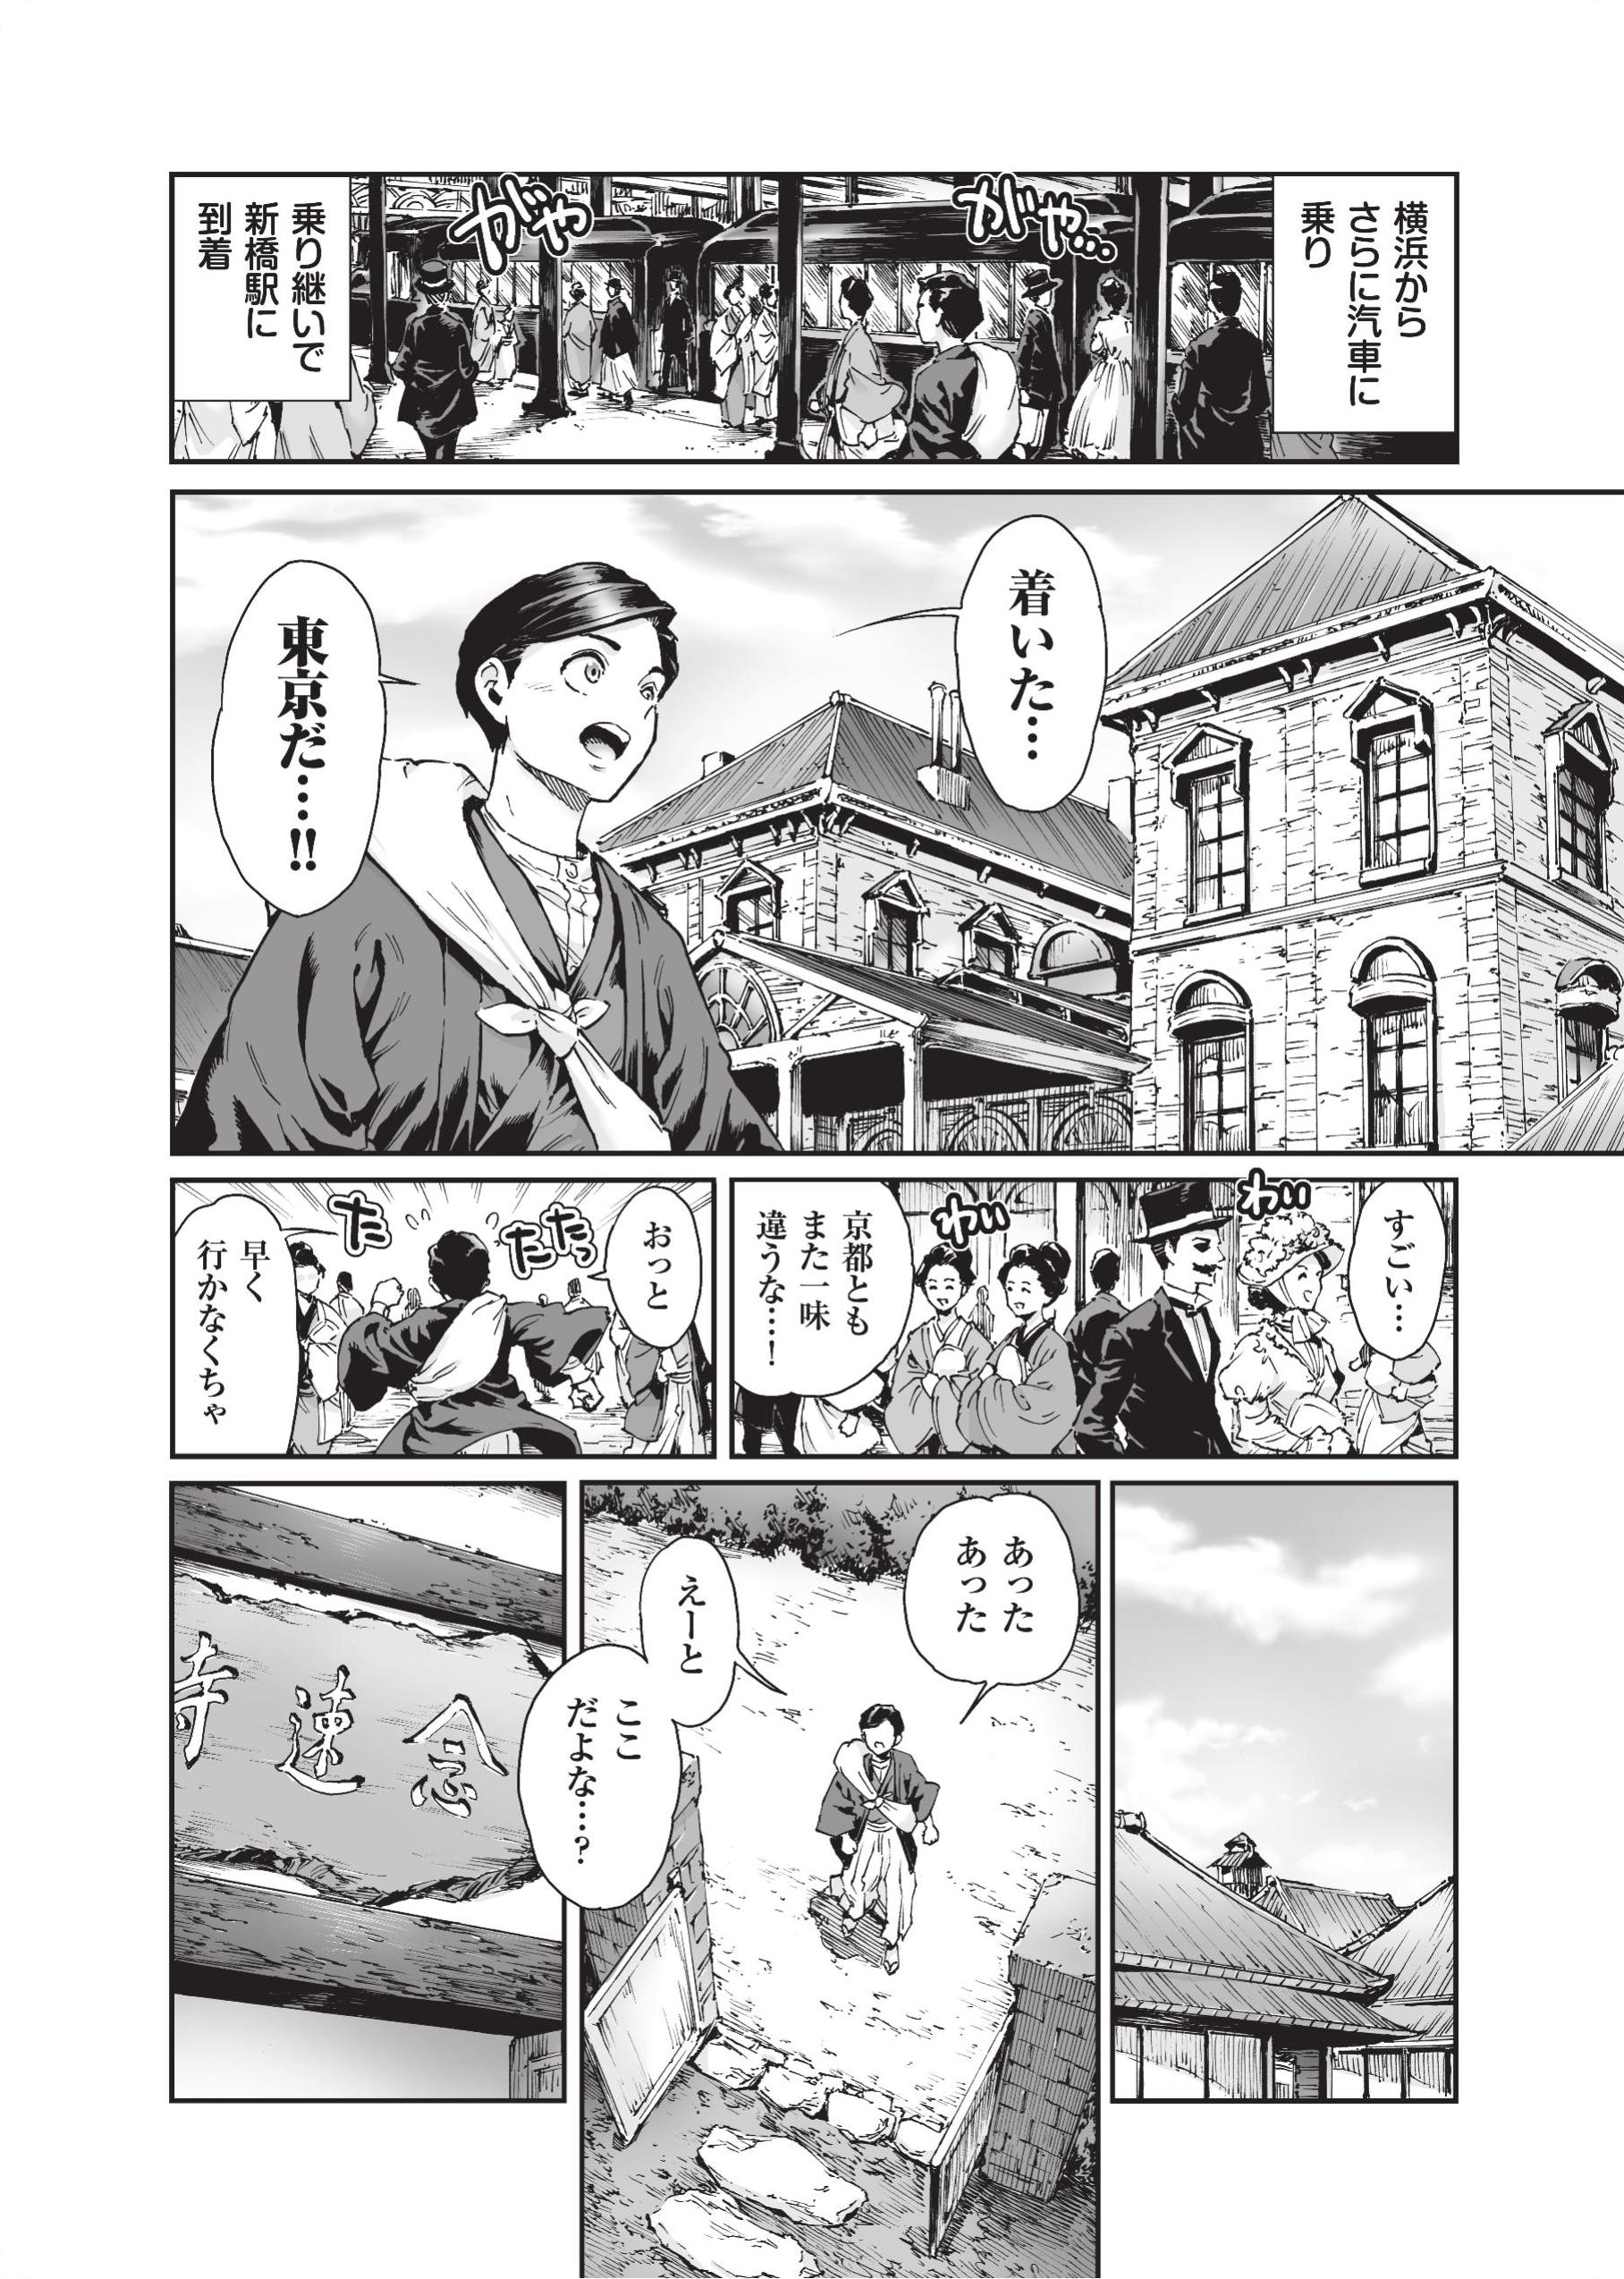 横浜から
さらに汽車に
乗り
がや…
がや
乗り継いで
新橋駅に
到着
着いた…
東京だ…!!
すごい…
わい
わい
京都とも
また一味
違うな…!
おっと
たたっ
た
早く
行かなくちゃ
あった
あった
えーと
ここ
だよな…?
念速寺